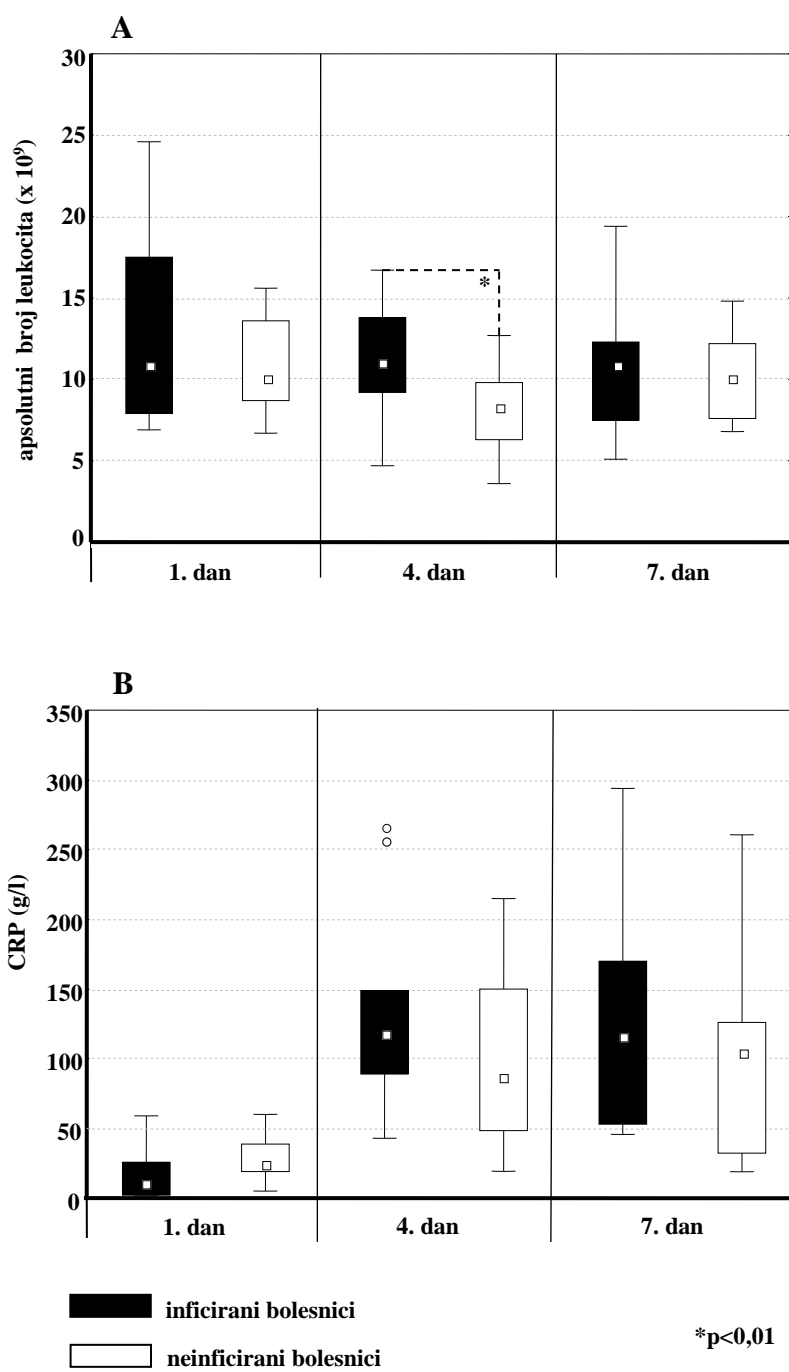 A
30
25
20
15
10
5
0
apsolutni broj leukocita (x 10⁹)
*
1. dan
4. dan
7. dan
B
350
300
250
200
150
100
50
0
CRP (g/l)
1. dan
4. dan
7. dan
inficirani bolesnici
neinficirani bolesnici
*p<0,01